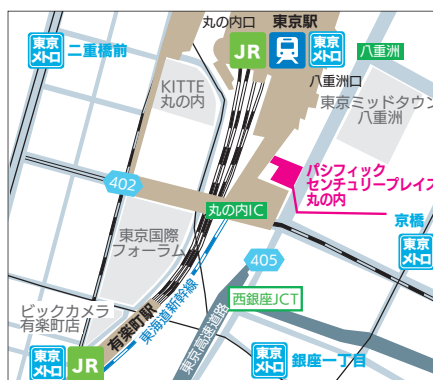 丸の内口
東京駅
JR
東京
メトロ
八重洲
東京
メトロ
二重橋前
八重洲口
KITTE
丸の内
東京ミッドタウン
八重洲
パシフィック
センチュリープレイス
丸の内
402
丸の内IC
京橋
東京
メトロ
東京国際
フォーラム
405
西銀座JCT
ビックカメラ
有楽町店
有楽町駅
東海道新幹線
東京高速道路
東京
メトロ
JR
東京
メトロ
銀座一丁目